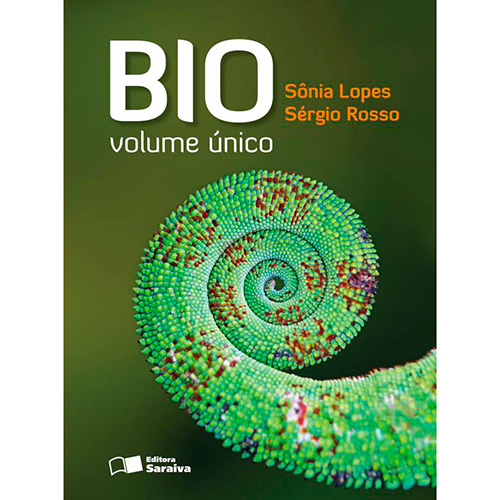 BIO
Sônia Lopes
Sérgio Rosso
volume único
Editora
Saraiva